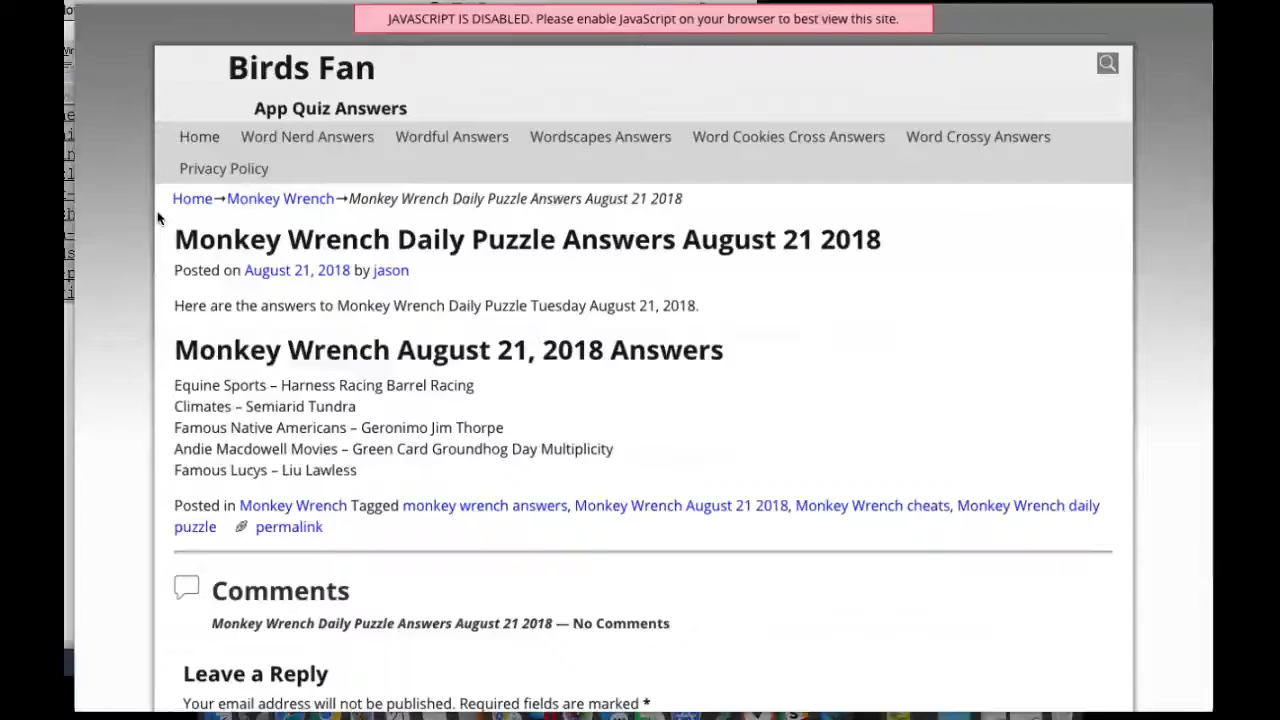 JAVASCRIPT IS DISABLED. Please enable JavaScript on your browser to best view this site.
Birds Fan
App Quiz Answers
Home Word Nerd Answers Wordful Answers Wordscapes Answers Word Cookies Cross Answers Word Crossy Answers
Privacy Policy
Home→Monkey Wrench→Monkey Wrench Daily Puzzle Answers August 21 2018
Monkey Wrench Daily Puzzle Answers August 21 2018
Posted on August 21, 2018 by jason
Here are the answers to Monkey Wrench Daily Puzzle Tuesday August 21, 2018.
Monkey Wrench August 21, 2018 Answers
Equine Sports – Harness Racing Barrel Racing
Climates – Semiarid Tundra
Famous Native Americans – Geronimo Jim Thorpe
Andie Macdowell Movies – Green Card Groundhog Day Multiplicity
Famous Lucys – Liu Lawless
Posted in Monkey Wrench Tagged monkey wrench answers, Monkey Wrench August 21 2018, Monkey Wrench cheats, Monkey Wrench daily
puzzle permalink
Comments
Monkey Wrench Daily Puzzle Answers August 21 2018 — No Comments
Leave a Reply
Your email address will not be published. Required fields are marked *